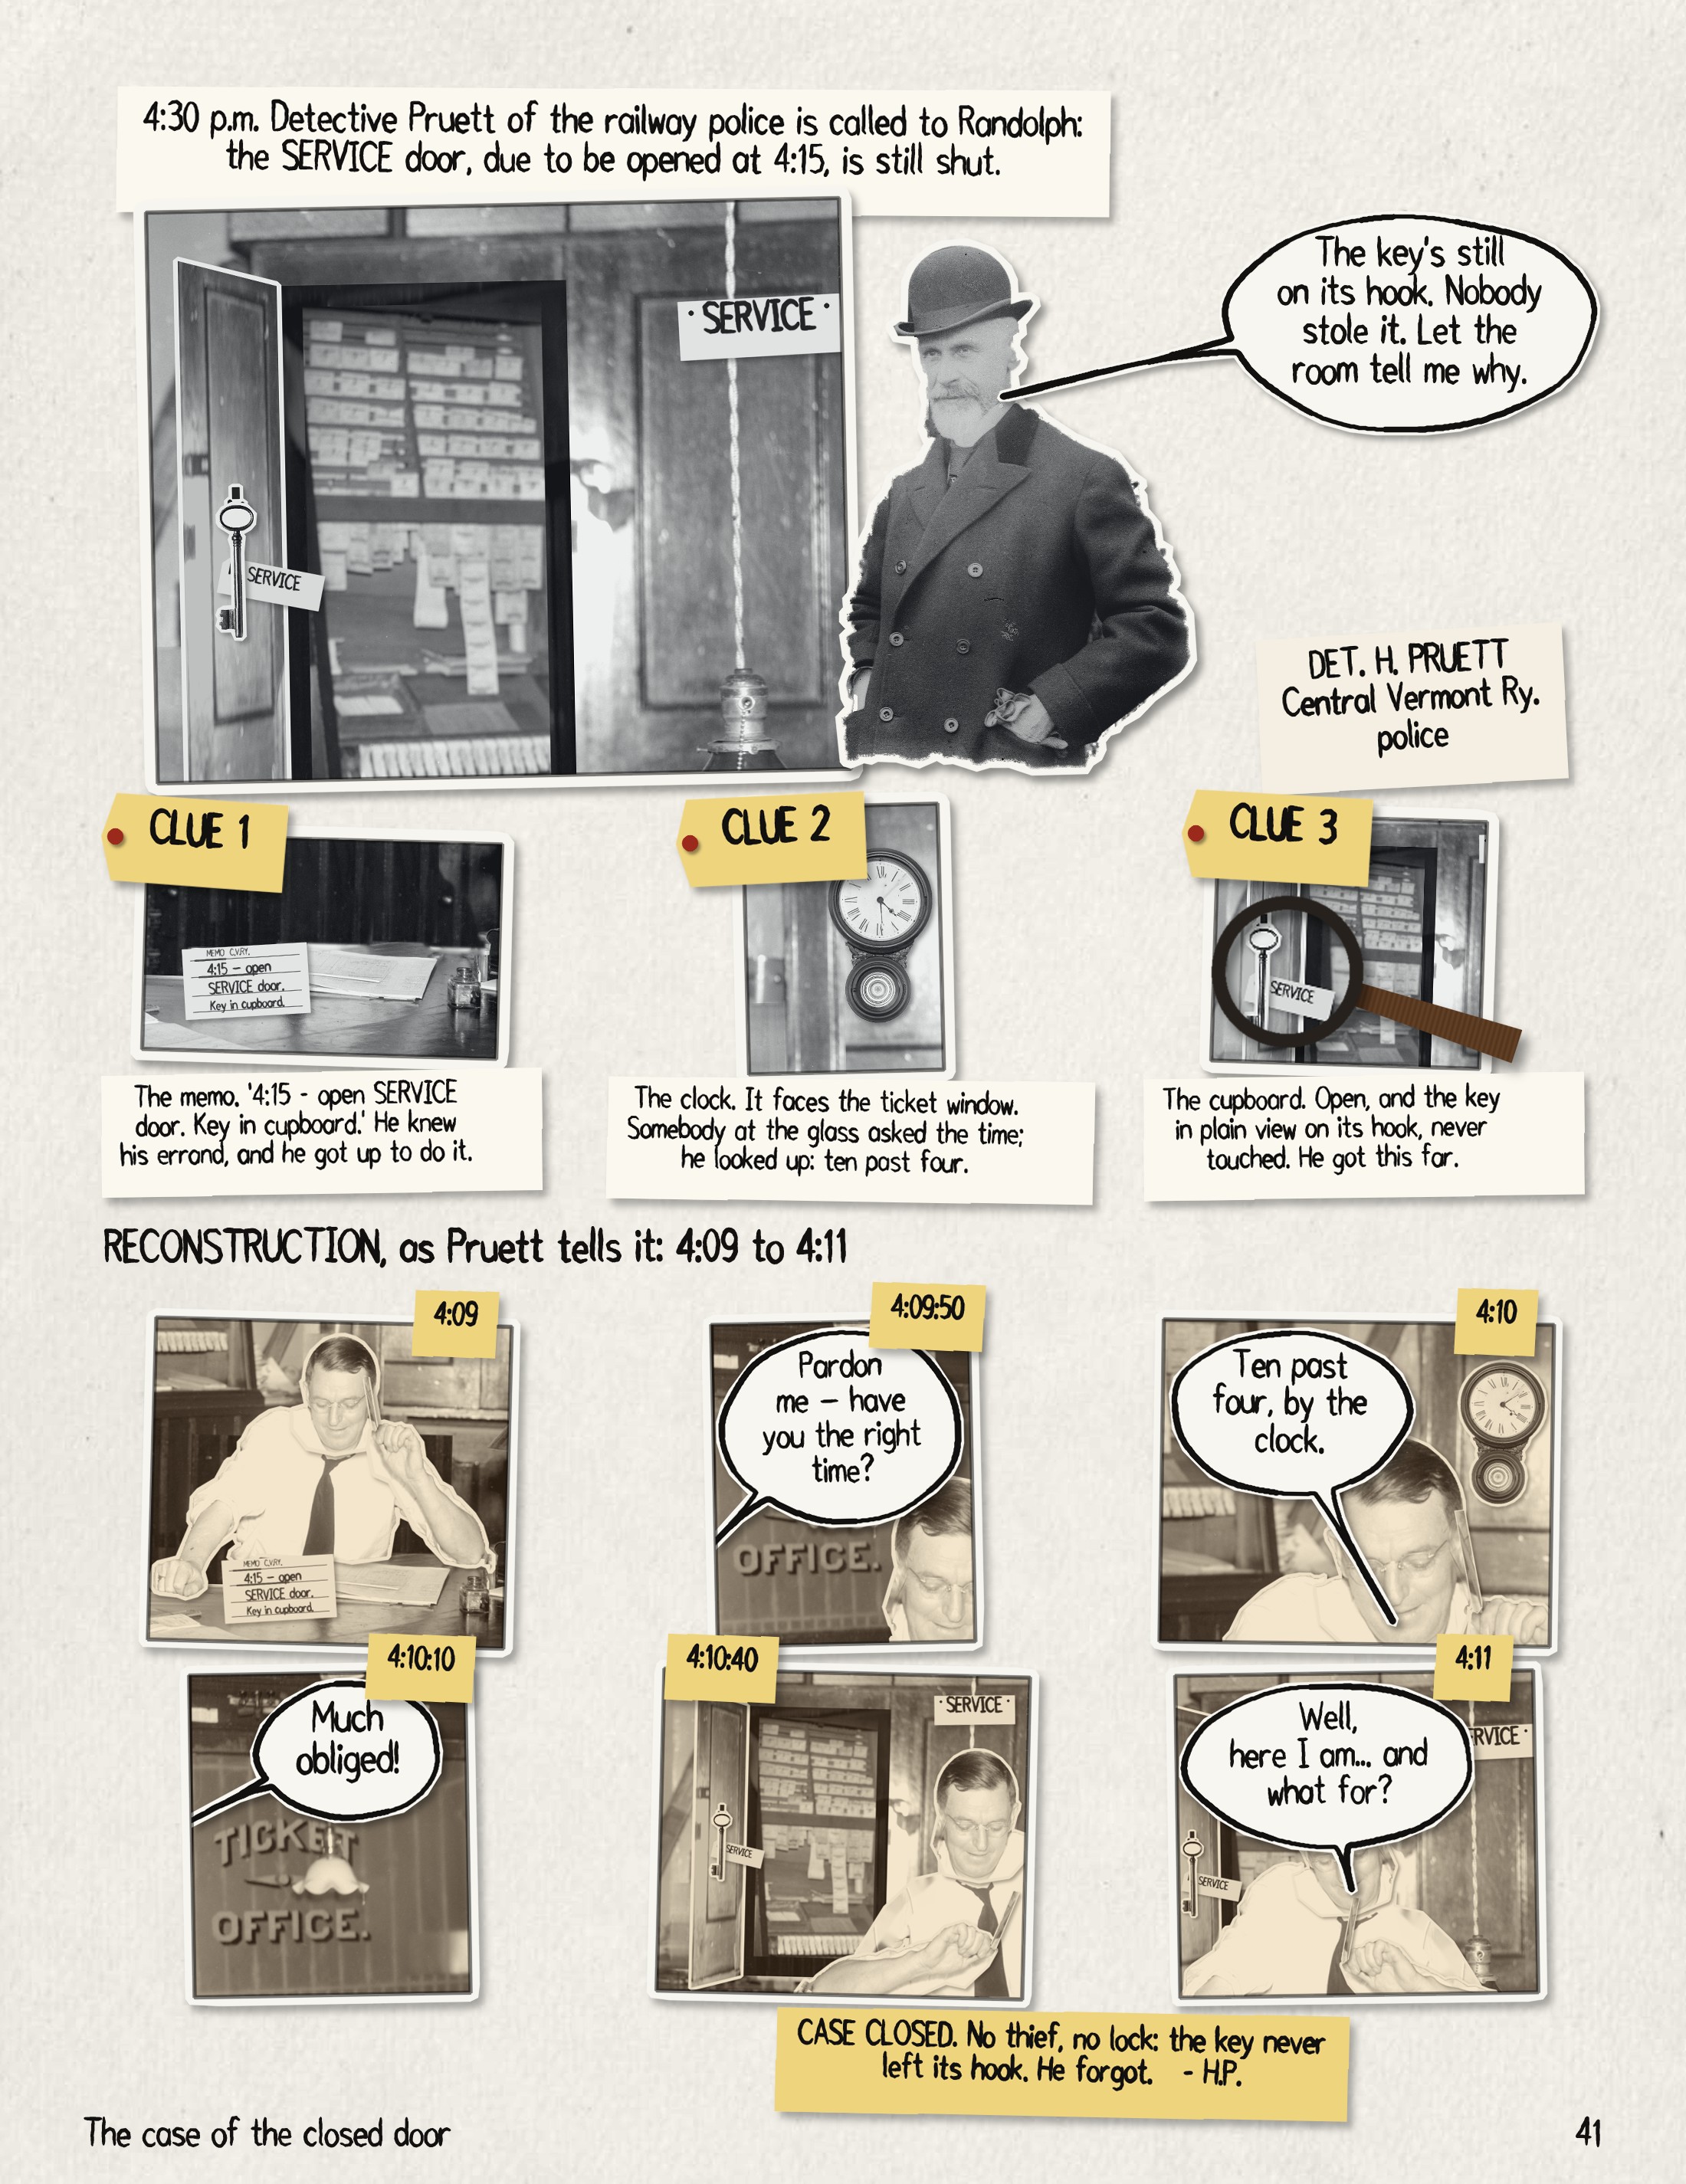 4:30 p.m. Detective Pruett of the railway police is called to Randolph:
the SERVICE door, due to be opened at 4:15, is still shut.
· SERVICE ·
SERVICE
The key's still
on its hook. Nobody
stole it. Let the
room tell me why.
DET. H. PRUETT
Central Vermont Ry.
police
CLUE 1
MEMO C.V.RY.
4:15 – open
SERVICE door.
Key in cupboard.
The memo. '4:15 - open SERVICE
door. Key in cupboard.' He knew
his errand, and he got up to do it.
CLUE 2
The clock. It faces the ticket window.
Somebody at the glass asked the time;
he looked up: ten past four.
CLUE 3
SERVICE
The cupboard. Open, and the key
in plain view on its hook, never
touched. He got this far.
RECONSTRUCTION, as Pruett tells it: 4:09 to 4:11
4:09
MEMO C.V.RY.
4:15 – open
SERVICE door.
Key in cupboard.
4:09:50
Pardon
me – have
you the right
time?
OFFICE.
4:10
Ten past
four, by the
clock.
4:10:10
Much
obliged!
TICKET
OFFICE.
4:10:40
· SERVICE ·
SERVICE
4:11
Well,
here I am... and
what for?
RVICE ·
SERVICE
CASE CLOSED. No thief, no lock: the key never
left its hook. He forgot. - H.P.
The case of the closed door
41